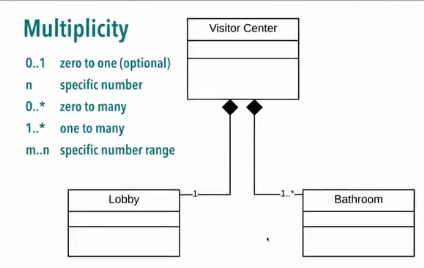 Multiplicity
0..1 zero to one (optional)
n specific number
0..* zero to many
1..* one to many
m..n specific number range
Visitor Center
1
1..*
Lobby
Bathroom